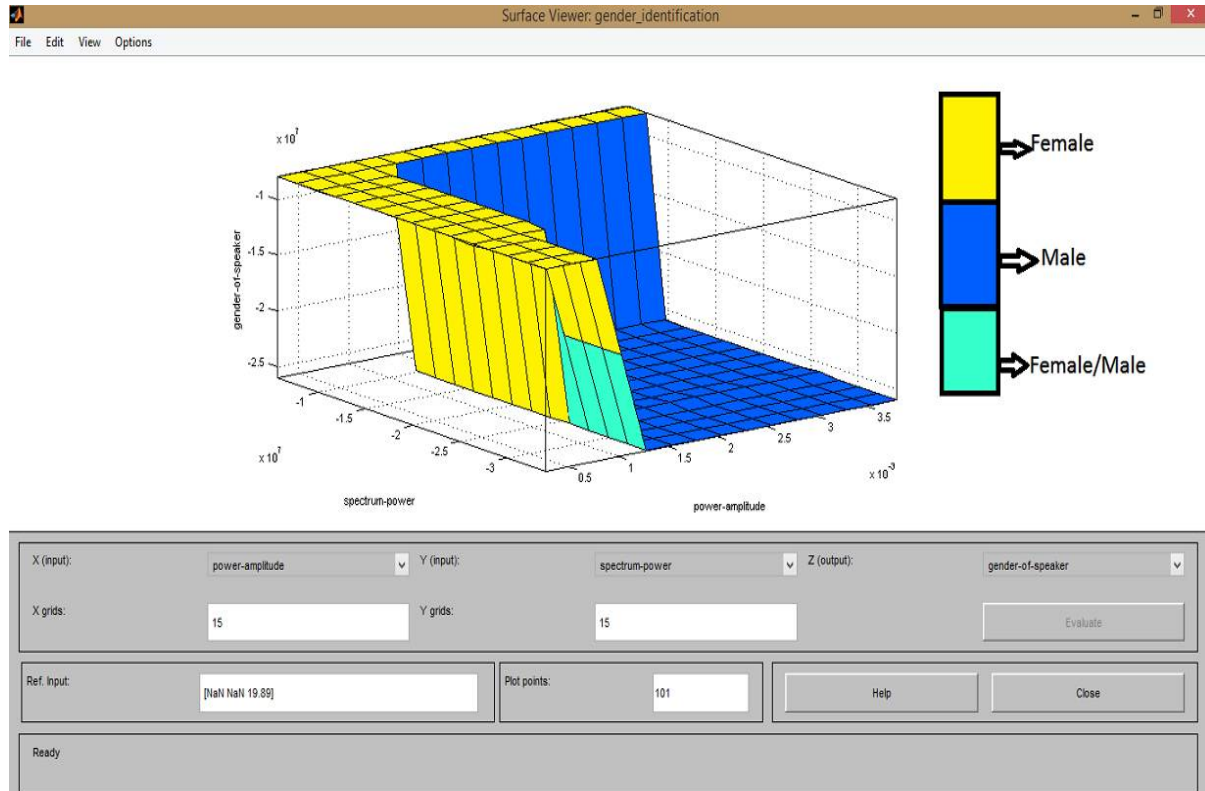 Surface Viewer: gender_identification
File Edit View Options
x 10^7
-1
-1.5
-2
-2.5
gender-of-speaker
-1
-1.5
-2
-2.5
-3
x 10^7
spectrum-power
0.5
1
1.5
2
2.5
3
3.5
x 10^-3
power-amplitude
Female
Male
Female/Male
X (input): power-amplitude Y (input): spectrum-power Z (output): gender-of-speaker
X grids: 15 Y grids: 15 Evaluate
Ref. Input: [NaN NaN 19.89] Plot points: 101 Help Close
Ready